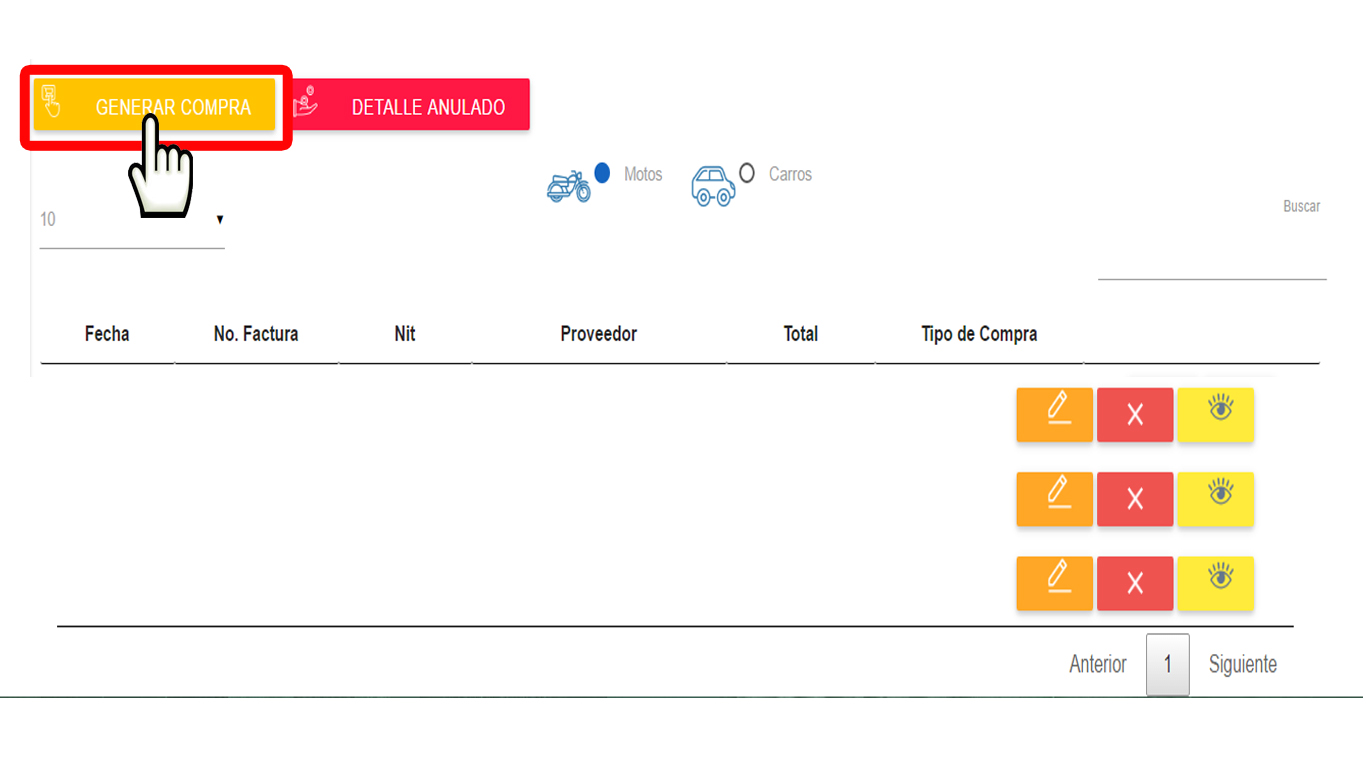 GENERAR COMPRA
DETALLE ANULADO
Motos
Carros
10
Buscar
Fecha No. Factura Nit Proveedor Total Tipo de Compra
Anterior 1 Siguiente